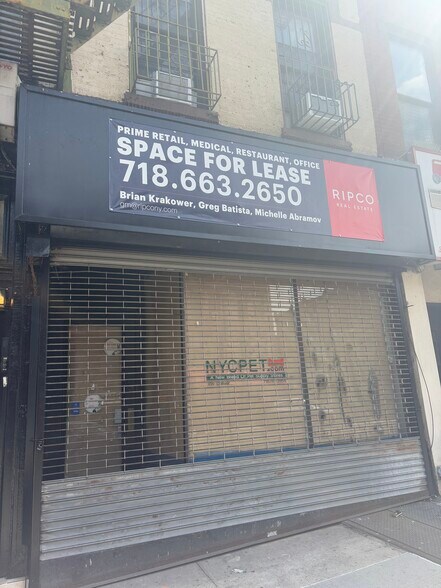 PRIME RETAIL, MEDICAL, RESTAURANT, OFFICE
SPACE FOR LEASE
718.663.2650
Brian Krakower, Greg Batista, Michelle Abramov
RIPCO
REAL ESTATE
NYCPET
.com